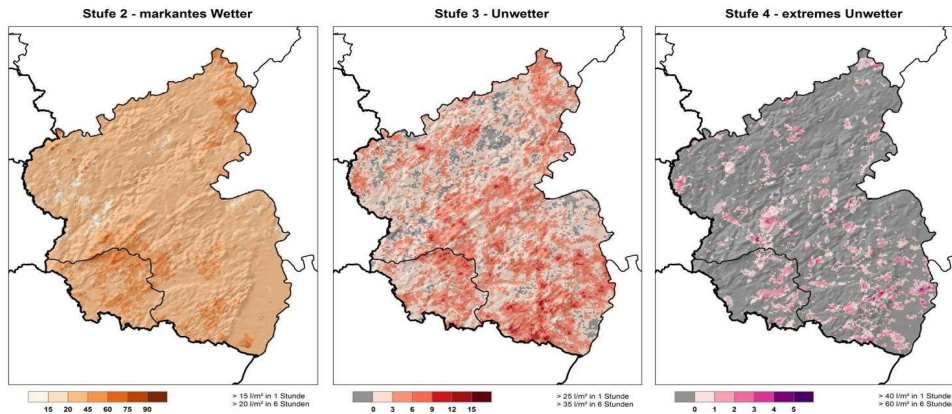 Stufe 2 - markantes Wetter
Stufe 3 - Unwetter
Stufe 4 - extremes Unwetter
15 20 45 60 75 90
> 15 l/m² in 1 Stunde
> 20 l/m² in 6 Stunden
0 3 6 9 12 15
> 25 l/m² in 1 Stunde
> 35 l/m² in 6 Stunden
0 1 2 3 4 5
> 40 l/m² in 1 Stunde
> 60 l/m² in 6 Stunden